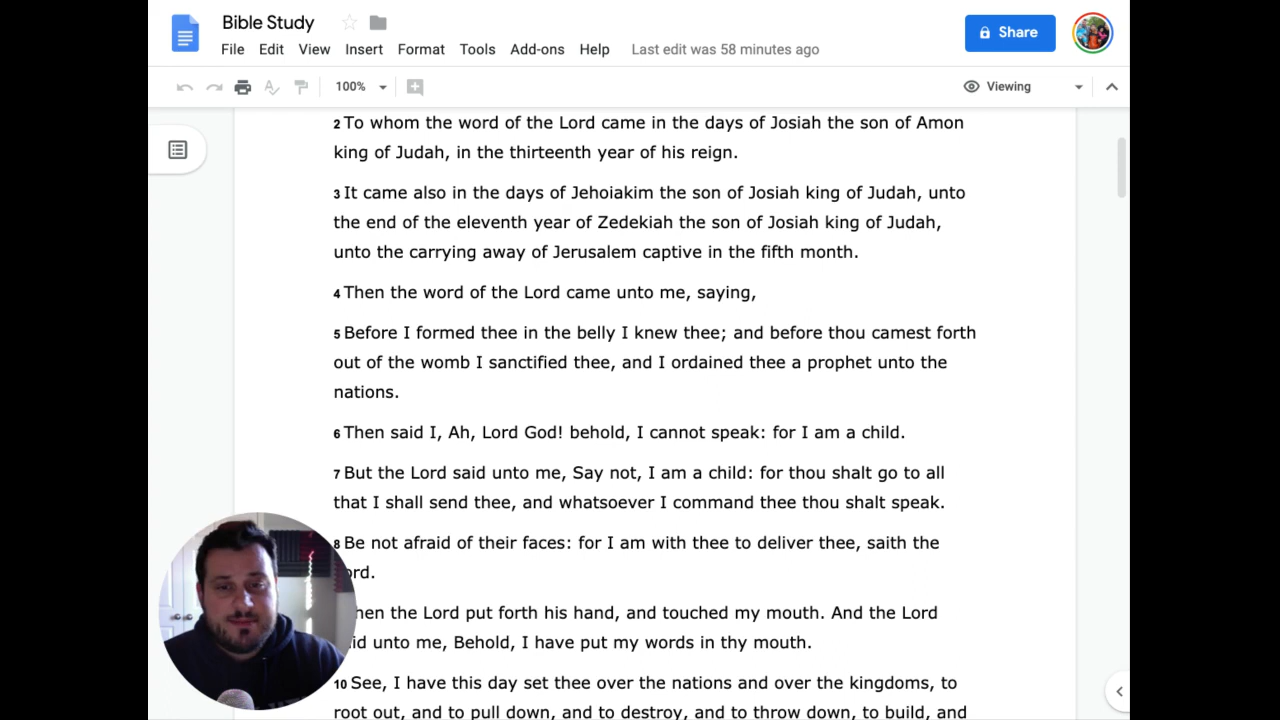 Bible Study
File Edit View Insert Format Tools Add-ons Help Last edit was 58 minutes ago
Share
100%
Viewing
2 To whom the word of the Lord came in the days of Josiah the son of Amon
king of Judah, in the thirteenth year of his reign.
3 It came also in the days of Jehoiakim the son of Josiah king of Judah, unto
the end of the eleventh year of Zedekiah the son of Josiah king of Judah,
unto the carrying away of Jerusalem captive in the fifth month.
4 Then the word of the Lord came unto me, saying,
5 Before I formed thee in the belly I knew thee; and before thou camest forth
out of the womb I sanctified thee, and I ordained thee a prophet unto the
nations.
6 Then said I, Ah, Lord God! behold, I cannot speak: for I am a child.
7 But the Lord said unto me, Say not, I am a child: for thou shalt go to all
that I shall send thee, and whatsoever I command thee thou shalt speak.
8 Be not afraid of their faces: for I am with thee to deliver thee, saith the
ord.
hen the Lord put forth his hand, and touched my mouth. And the Lord
id unto me, Behold, I have put my words in thy mouth.
10 See, I have this day set thee over the nations and over the kingdoms, to
root out, and to pull down, and to destroy, and to throw down, to build, and